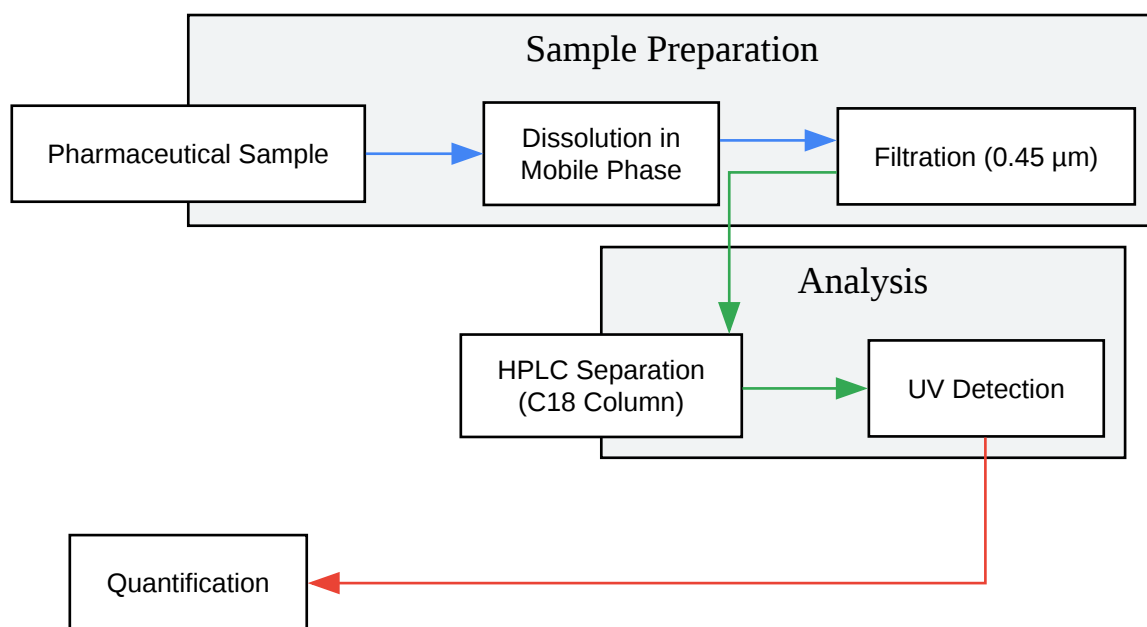 Sample Preparation
Pharmaceutical Sample
Dissolution in
Mobile Phase
Filtration (0.45 µm)
Analysis
HPLC Separation
(C18 Column)
UV Detection
Quantification